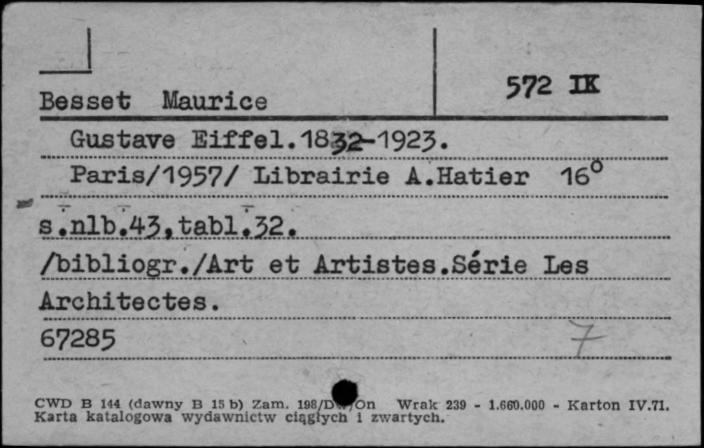 572 IK
Besset Maurice
Gustave Eiffel.1832-1923.
Paris/1957/ Librairie A.Hatier 16°
s.nlb.43,tabl.32.
/bibliogr./Art et Artistes.Série Les
Architectes.
67285
7
CWD B 144 (dawny B 15 b) Zam. 198/ /On Wrak 239 - 1.660.000 - Karton IV.71.
Karta katalogowa wydawnictw ciągłych i zwartych.